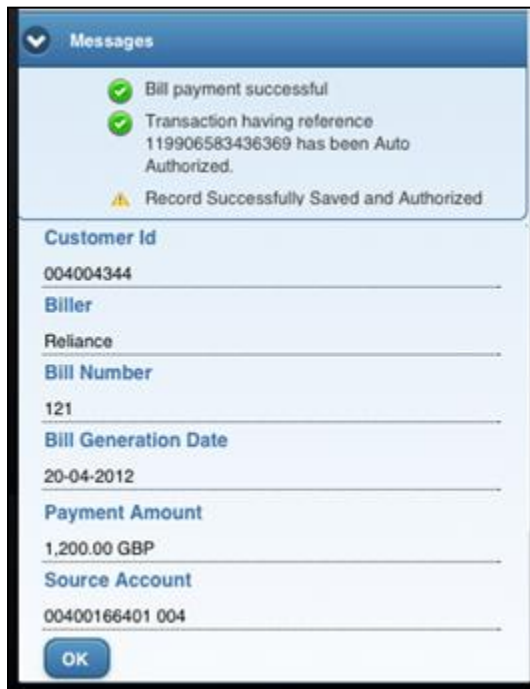 Messages
Bill payment successful
Transaction having reference
119906583436369 has been Auto
Authorized.
Record Successfully Saved and Authorized
Customer Id
004004344
Biller
Reliance
Bill Number
121
Bill Generation Date
20-04-2012
Payment Amount
1,200.00 GBP
Source Account
00400166401 004
OK